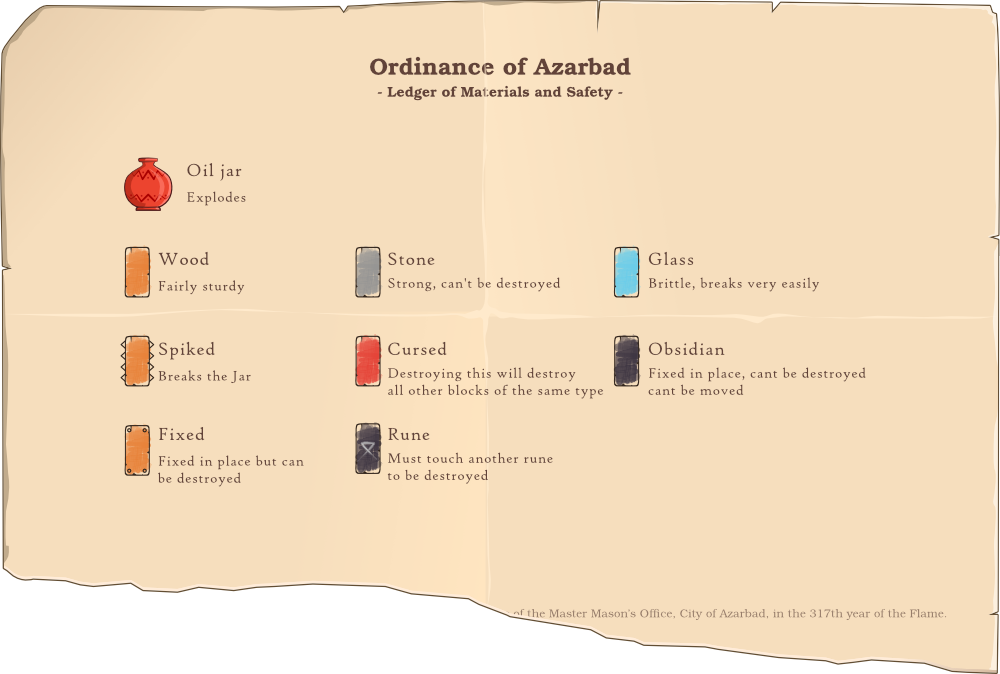 Ordinance of Azarbad
- Ledger of Materials and Safety -
Oil jar
Explodes
Wood
Fairly sturdy
Stone
Strong, can't be destroyed
Glass
Brittle, breaks very easily
Spiked
Breaks the Jar
Cursed
Destroying this will destroy
all other blocks of the same type
Obsidian
Fixed in place, cant be destroyed
cant be moved
Fixed
Fixed in place but can
be destroyed
Rune
Must touch another rune
to be destroyed
of the Master Mason's Office, City of Azarbad, in the 317th year of the Flame.